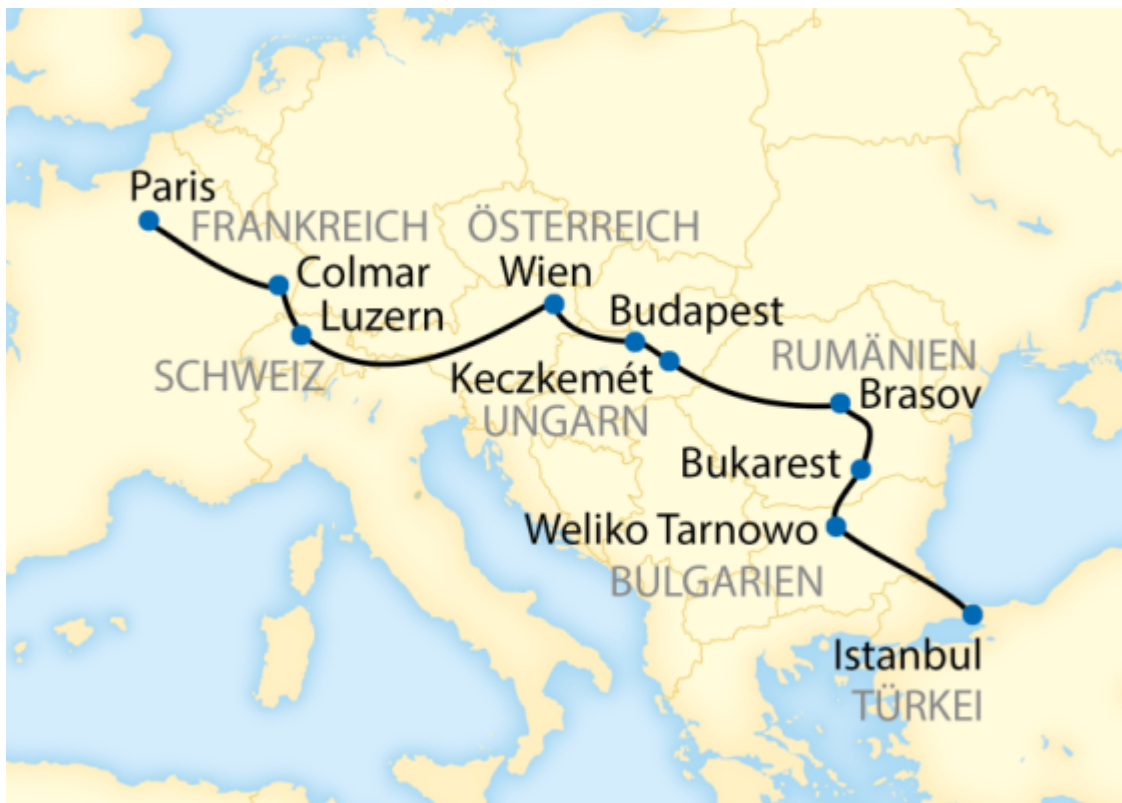 Paris
FRANKREICH
ÖSTERREICH
Colmar
Wien
Luzern
Budapest
SCHWEIZ
Keczkemét
RUMÄNIEN
UNGARN
Brasov
Bukarest
Weliko Tarnowo
BULGARIEN
Istanbul
TÜRKEI